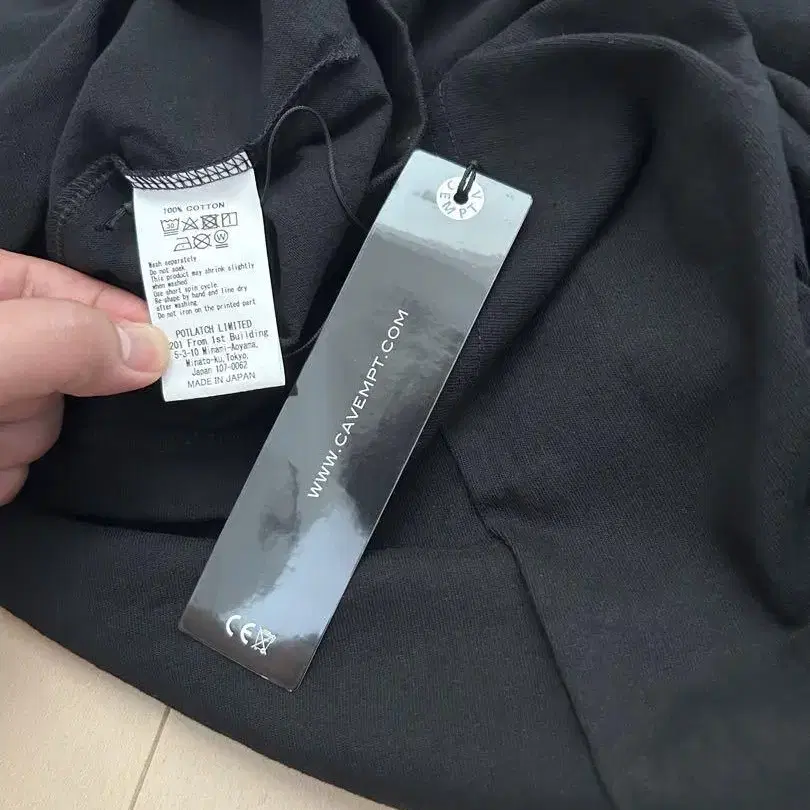 100% COTTON
30
W
Wash separately
Do not soak
This product may shrink slightly
when washed
Use short spin cycle
Re-shape by hand and line dry
after washing
Do not iron on the printed part
POTLATCH LIMITED
201 From 1st Building
5-3-10 Minami-Aoyama,
Minato-ku,Tokyo,
Japan 107-0062
MADE IN JAPAN
CAV
EMPT
WWW.CAVEMPT.COM
CE